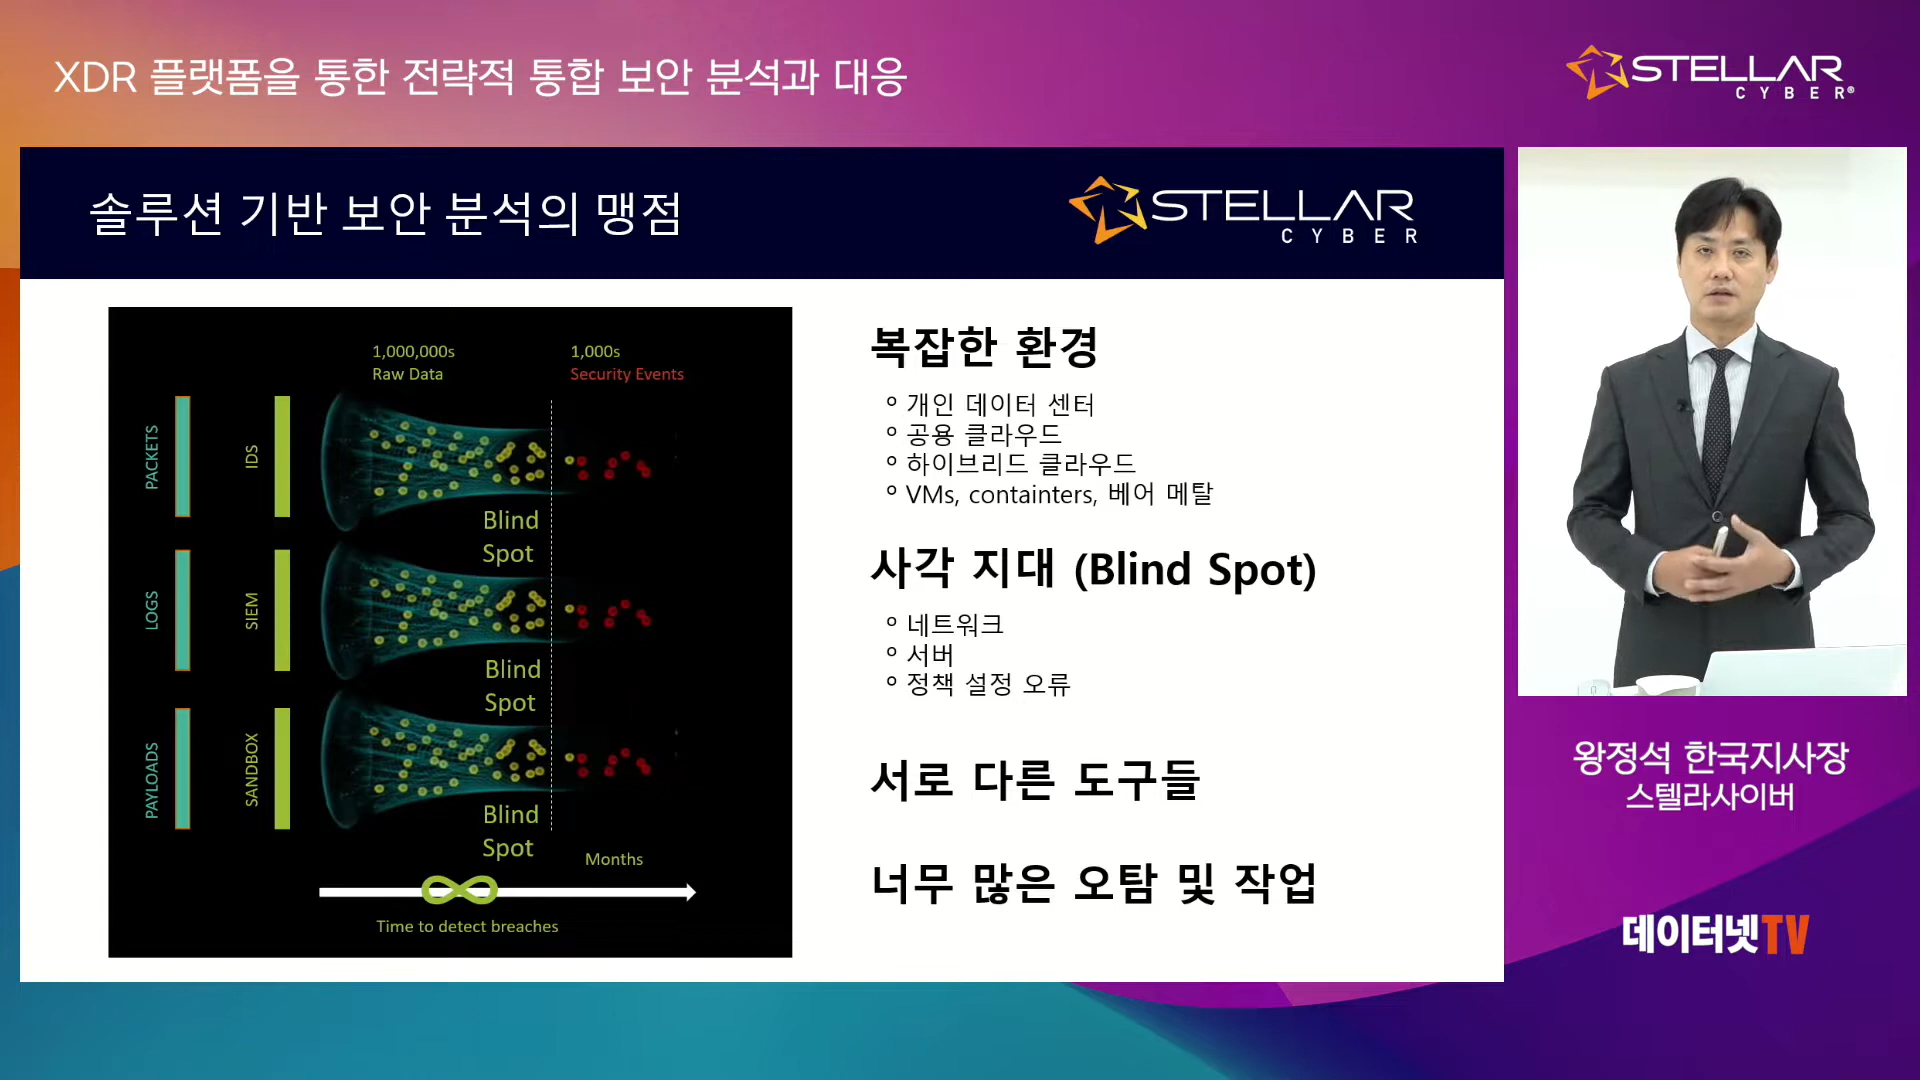 XDR 플랫폼을 통한 전략적 통합 보안 분석과 대응
STELLAR
CYBER®
솔루션 기반 보안 분석의 맹점
STELLAR
CYBER
1,000,000s
Raw Data
1,000s
Security Events
PACKETS
IDS
Blind
Spot
LOGS
SIEM
Blind
Spot
PAYLOADS
SANDBOX
Blind
Spot
Months
Time to detect breaches
복잡한 환경
개인 데이터 센터
공용 클라우드
하이브리드 클라우드
VMs, containters, 베어 메탈
사각 지대 (Blind Spot)
네트워크
서버
정책 설정 오류
서로 다른 도구들
너무 많은 오탐 및 작업
왕정석 한국지사장
스텔라사이버
데이터넷TV